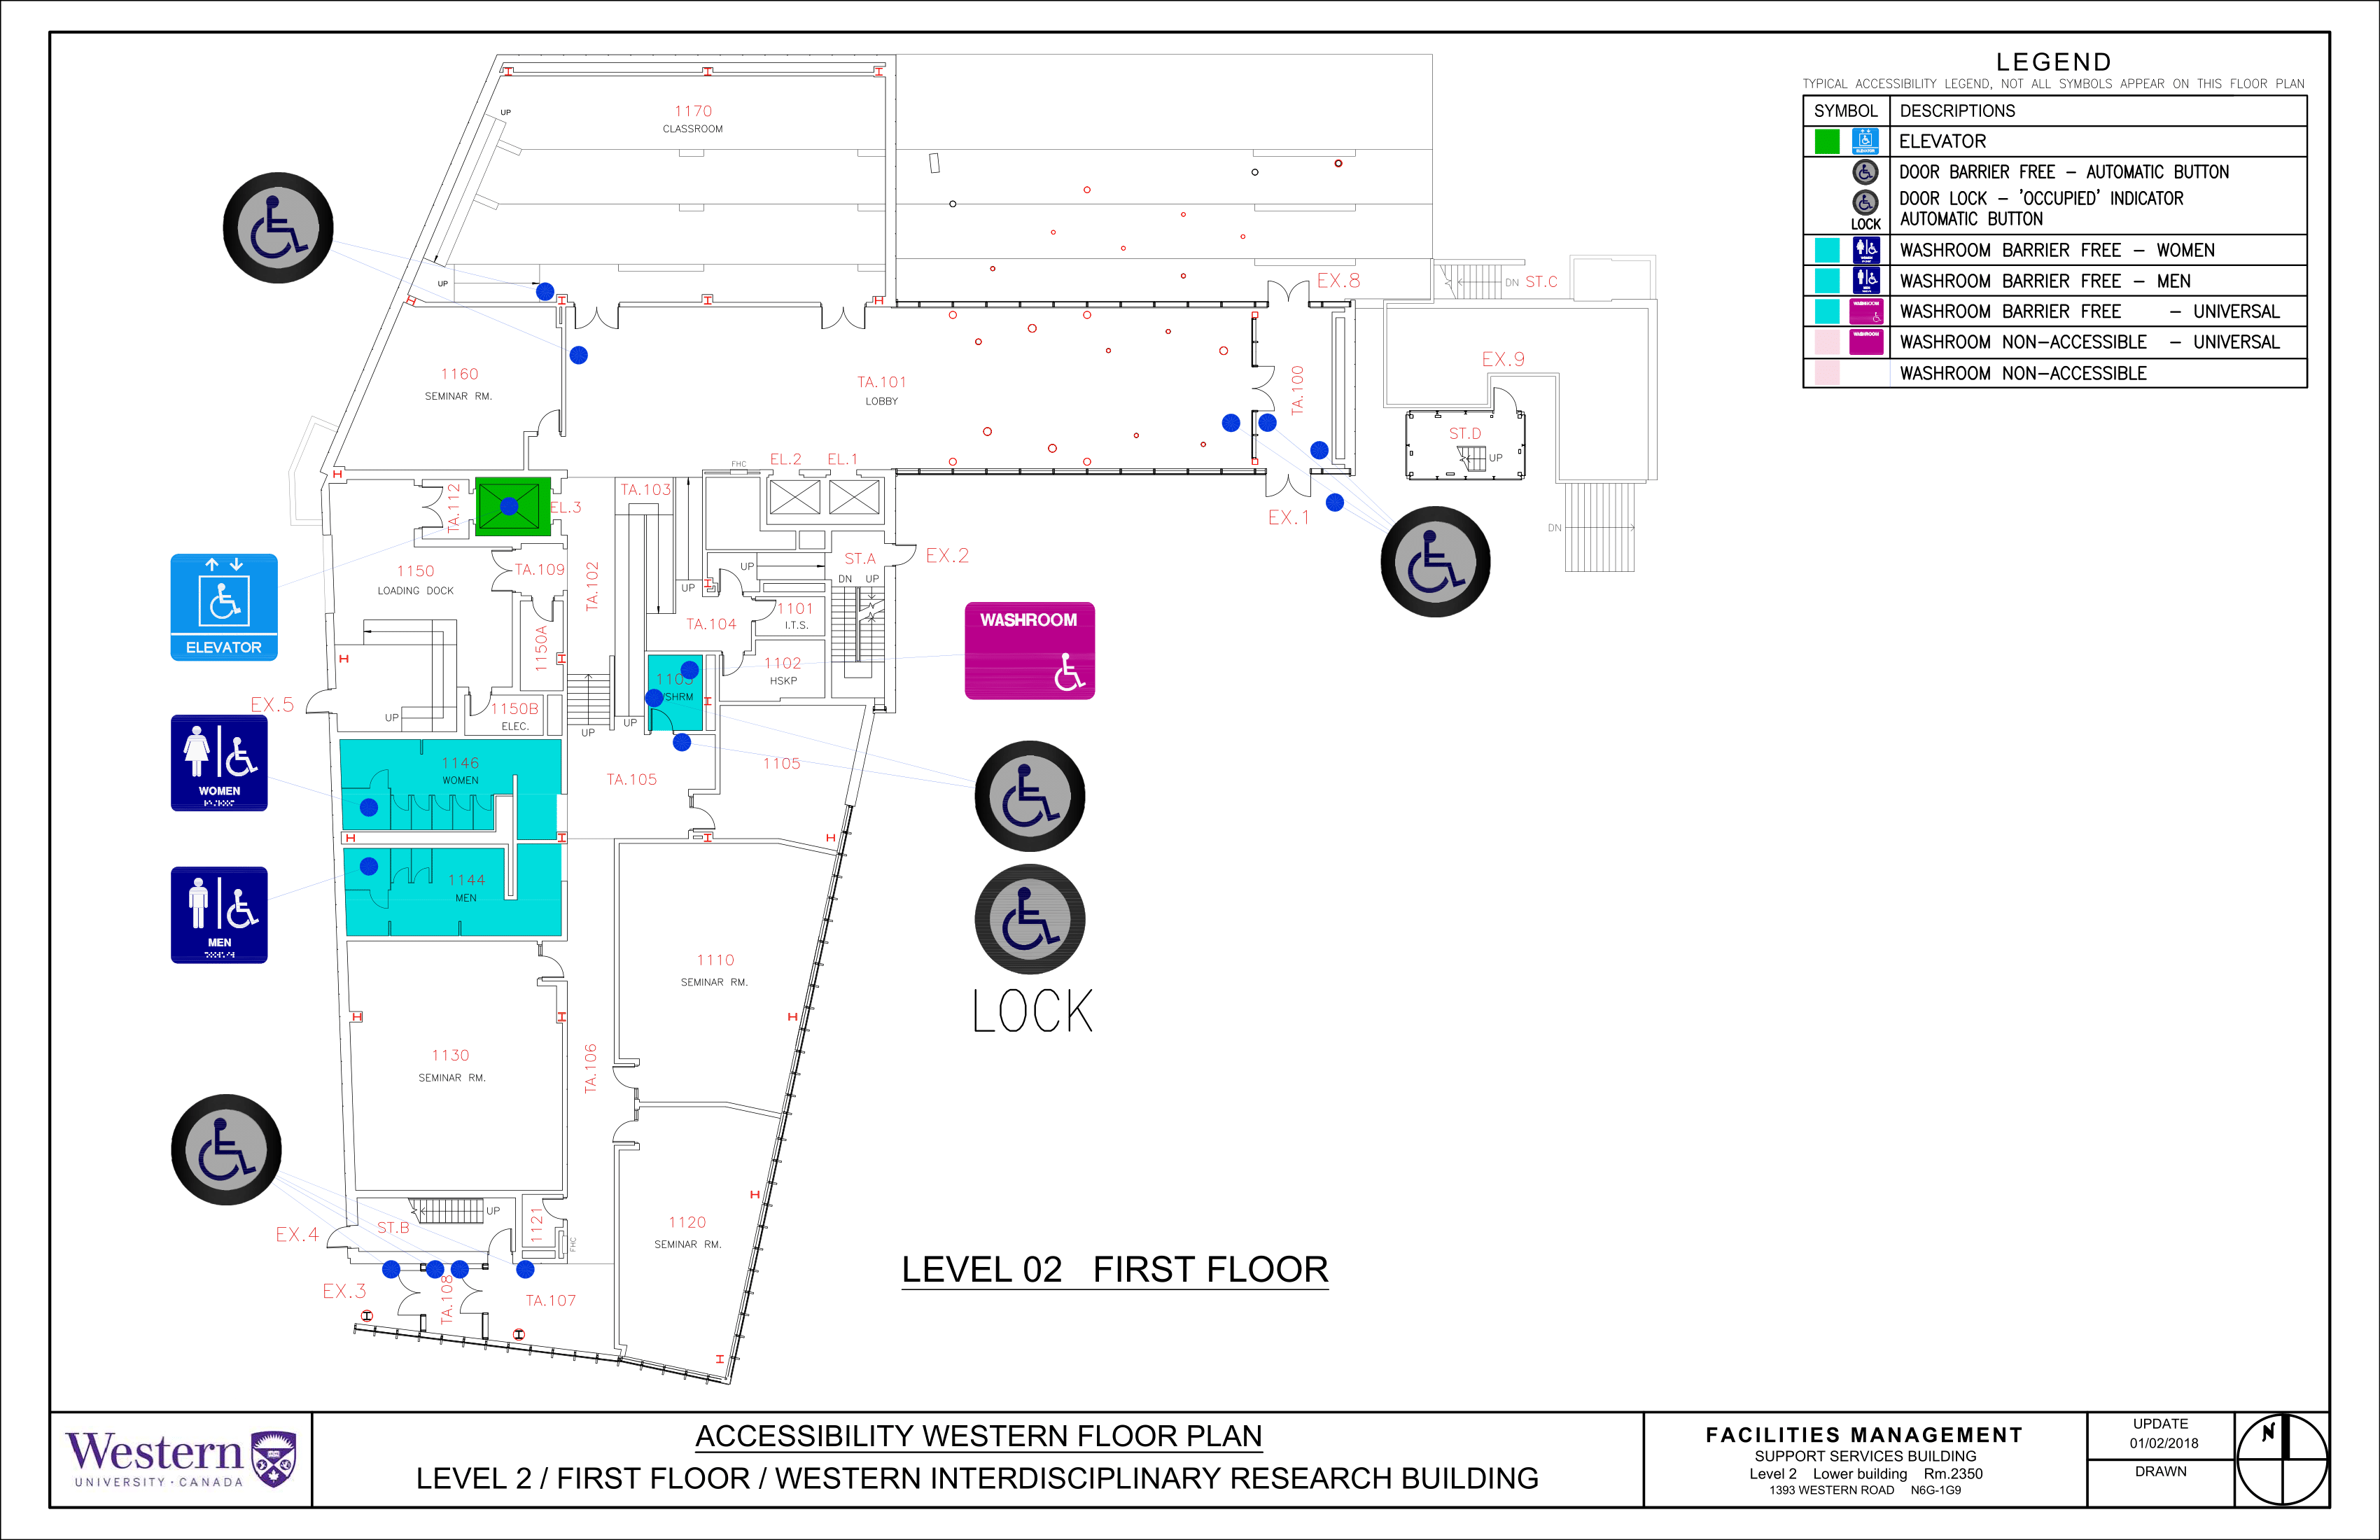 LEGEND
TYPICAL ACCESSIBILITY LEGEND, NOT ALL SYMBOLS APPEAR ON THIS FLOOR PLAN
SYMBOL DESCRIPTIONS
ELEVATOR
DOOR BARRIER FREE - AUTOMATIC BUTTON
DOOR LOCK - 'OCCUPIED' INDICATOR
LOCK AUTOMATIC BUTTON
WASHROOM BARRIER FREE - WOMEN
WASHROOM BARRIER FREE - MEN
WASHROOM BARRIER FREE - UNIVERSAL
WASHROOM NON-ACCESSIBLE - UNIVERSAL
WASHROOM NON-ACCESSIBLE
UP
1170
CLASSROOM
UP
EX.8
DN ST.C
1160
SEMINAR RM.
TA.101
LOBBY
TA.100
EX.9
ST.D
UP
DN
FHC
EL.2 EL.1
TA.112
EL.3
TA.103
EX.1
1150
LOADING DOCK
TA.109
TA.102
UP
UP
ST.A
DN UP
EX.2
ELEVATOR
1150A
TA.104
1101
I.T.S.
1102
HSKP
WASHROOM
EX.5
UP
1150B
ELEC.
UP
UP
1146
WOMEN
TA.105
1105
WOMEN
1144
MEN
MEN
1110
SEMINAR RM.
LOCK
1130
SEMINAR RM.
TA.106
UP
ST.B
EX.4
1121
FHC
1120
SEMINAR RM.
EX.3
TA.108
TA.107
LEVEL 02 FIRST FLOOR
Western
UNIVERSITY · CANADA
ACCESSIBILITY WESTERN FLOOR PLAN
LEVEL 2 / FIRST FLOOR / WESTERN INTERDISCIPLINARY RESEARCH BUILDING
FACILITIES MANAGEMENT
SUPPORT SERVICES BUILDING
Level 2 Lower building Rm.2350
1393 WESTERN ROAD N6G-1G9
UPDATE
01/02/2018
DRAWN
N